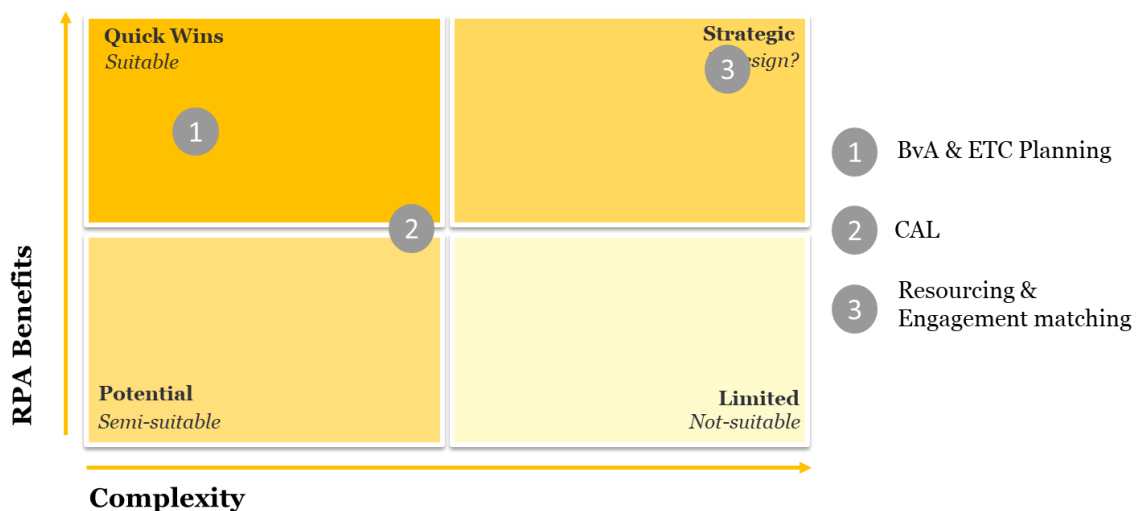 Quick Wins
Suitable
Strategic
sign?
1
3
2
Potential
Semi-suitable
Limited
Not-suitable
RPA Benefits
Complexity
1 BvA & ETC Planning
2 CAL
3 Resourcing &
Engagement matching